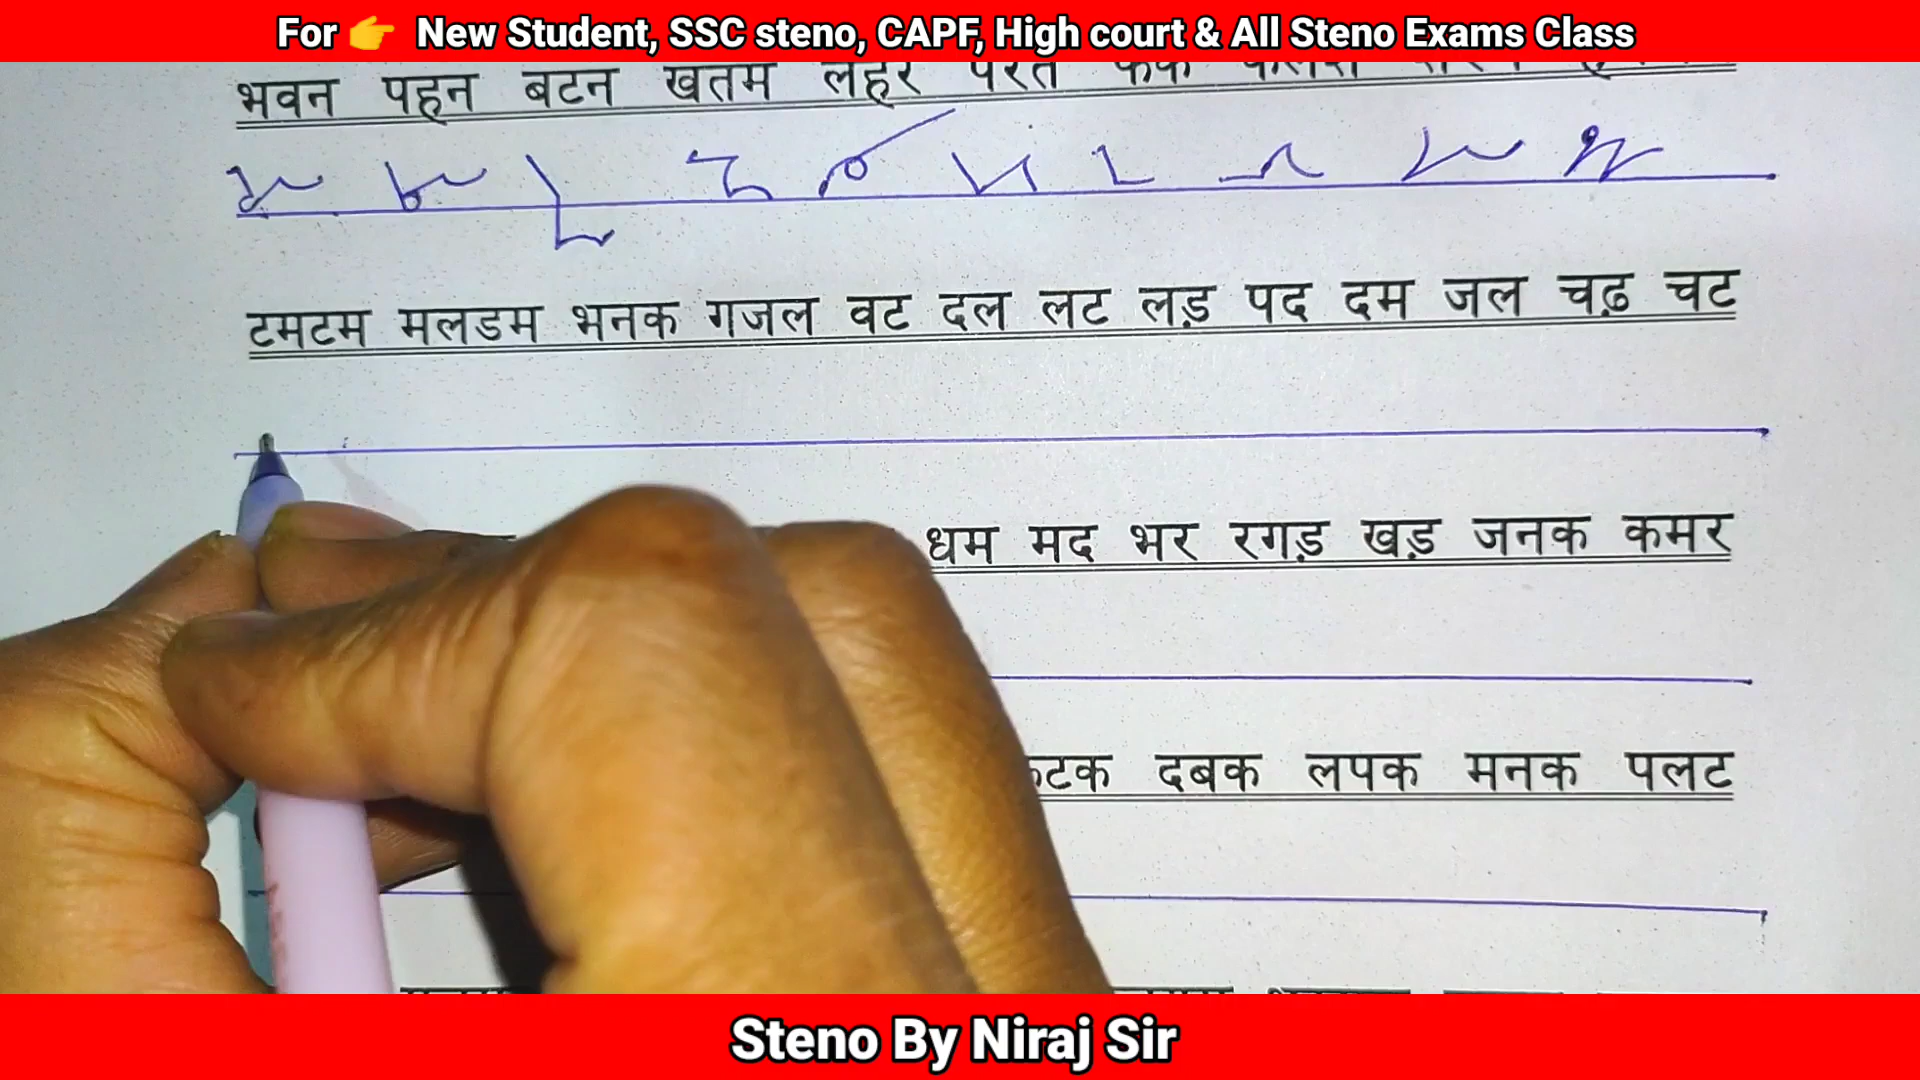 For 👉 New Student, SSC steno, CAPF, High court & All Steno Exams Class
भवन पहन बटन खतम लहर परत
टमटम मलडम भनक गजल वट दल लट लड़ पद दम जल चढ़ चट
धम मद भर रगड़ खड़ जनक कमर
दबक लपक मनक पलट
Steno By Niraj Sir